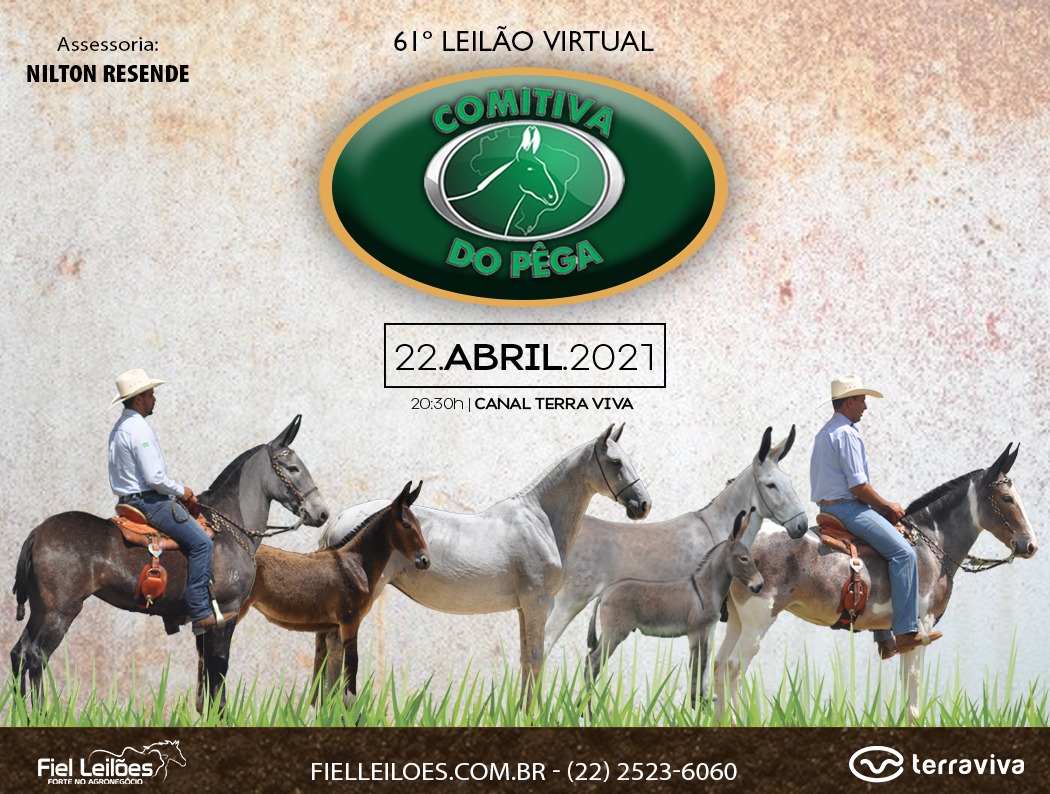 Assessoria:
NILTON RESENDE
61º LEILÃO VIRTUAL
COMITIVA
DO PÊGA
22.ABRIL.2021
20:30h | CANAL TERRA VIVA
Fiel Leilões
FORTE NO AGRONEGÓCIO
FIELLEILOES.COM.BR - (22) 2523-6060
terraviva